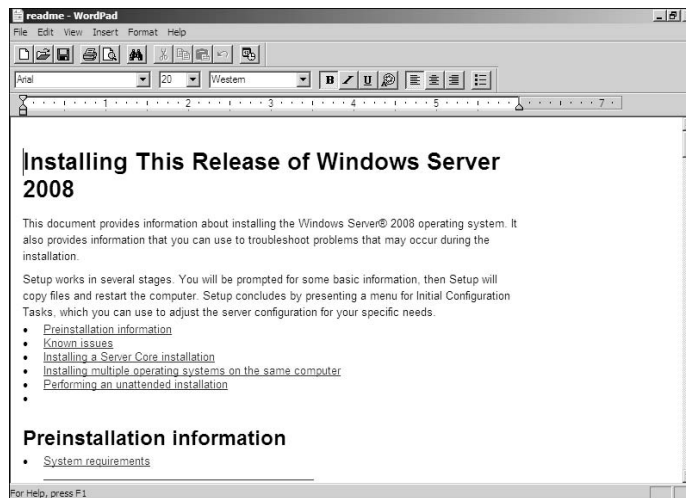 readme - WordPad
File Edit View Insert Format Help
Arial 20 Western B I U
1 2 3 4 5 7
Installing This Release of Windows Server
2008
This document provides information about installing the Windows Server® 2008 operating system. It
also provides information that you can use to troubleshoot problems that may occur during the
installation.
Setup works in several stages. You will be prompted for some basic information, then Setup will
copy files and restart the computer. Setup concludes by presenting a menu for Initial Configuration
Tasks, which you can use to adjust the server configuration for your specific needs.
• Preinstallation information
• Known issues
• Installing a Server Core installation
• Installing multiple operating systems on the same computer
• Performing an unattended installation
•
Preinstallation information
• System requirements
For Help, press F1